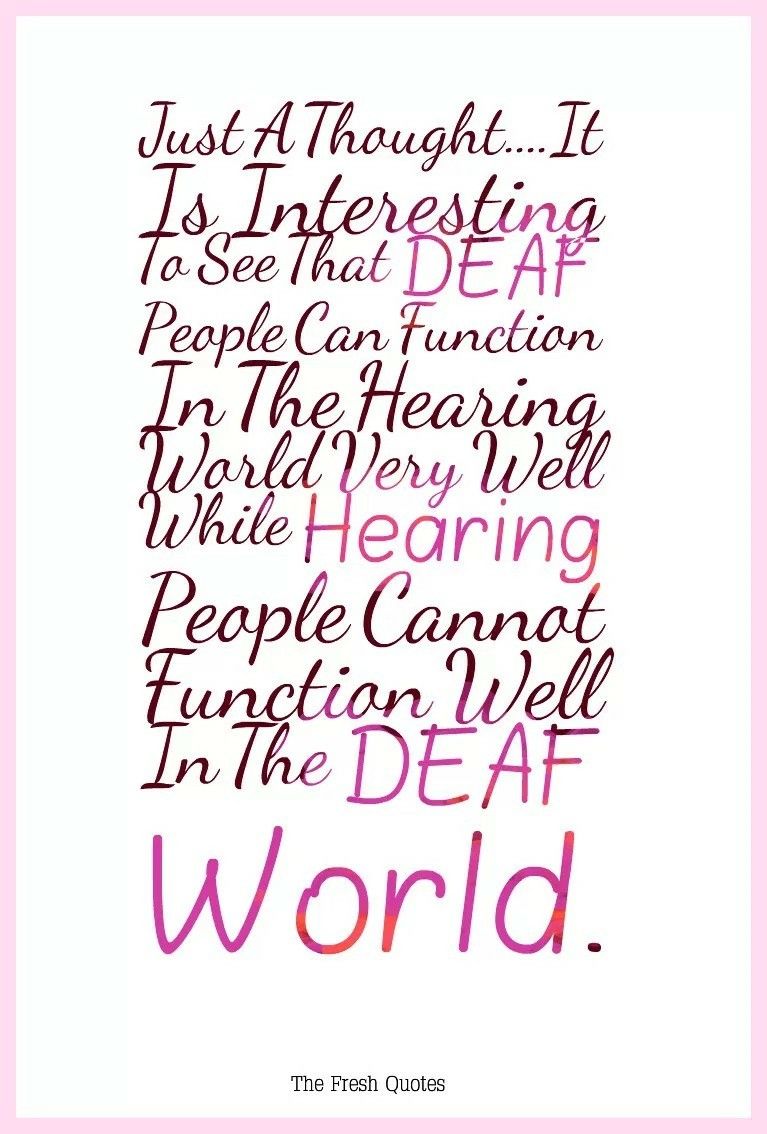 Just A Thought....It
Is Interesting
To See That DEAF
People Can Function
In The Hearing
World Very Well
While Hearing
People Cannot
Function Well
In The DEAF
World.
The Fresh Quotes